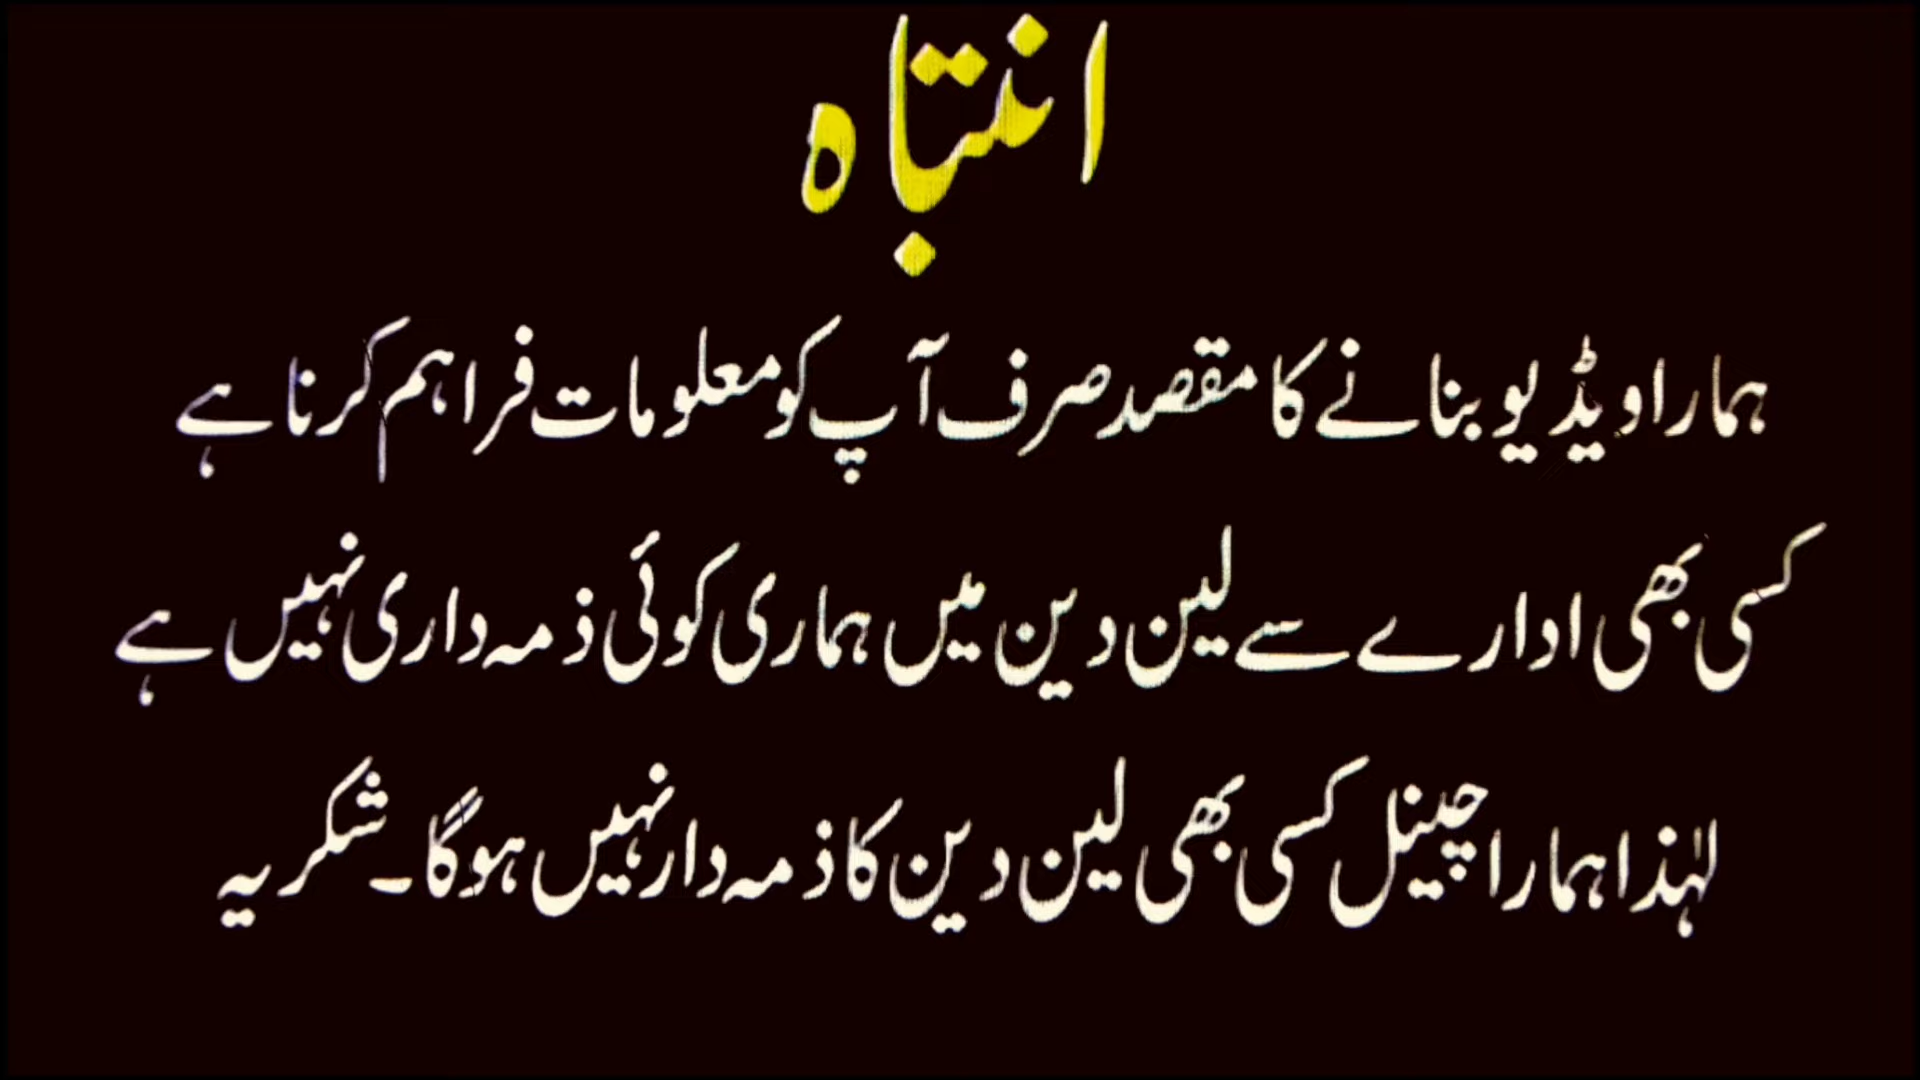 انتباہ
ہمارا ویڈیو بنانے کا مقصد صرف آپ کو معلومات فراہم کرنا ہے
کسی بھی ادارے سے لین دین میں ہماری کوئی ذمہ داری نہیں ہے
لہٰذا ہمارا چینل کسی بھی لین دین کا ذمہ دار نہیں ہوگا۔ شکریہ